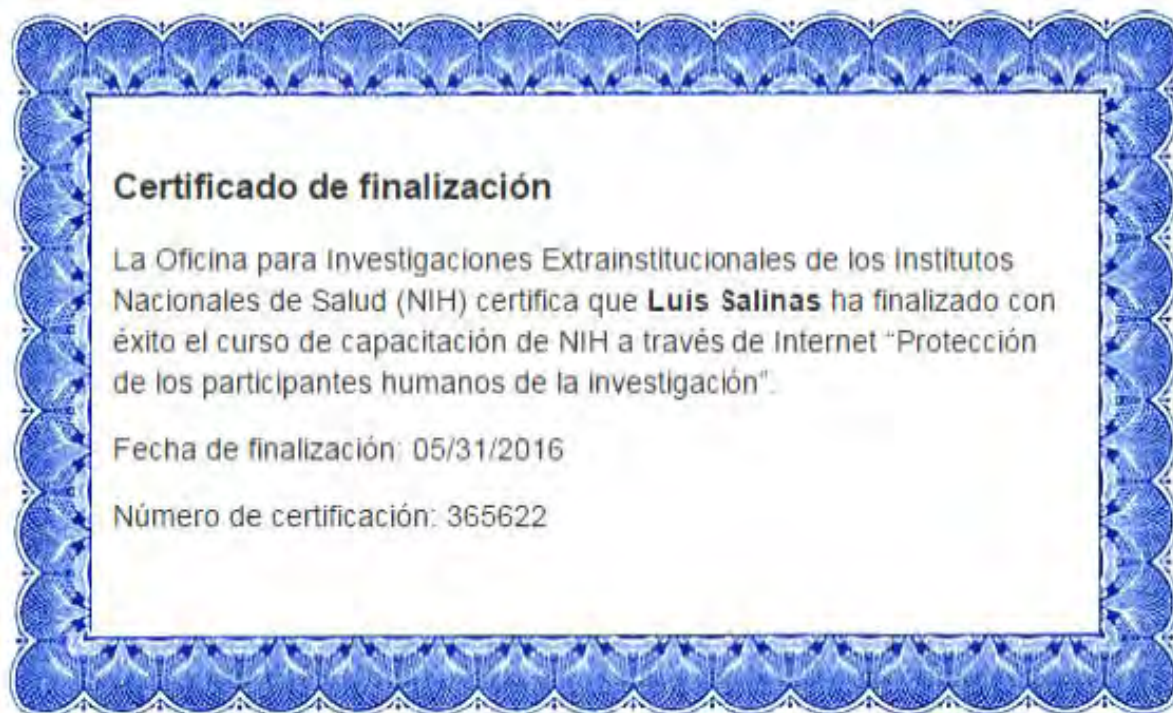 Certificado de finalización
La Oficina para Investigaciones Extrainstitucionales de los Institutos
Nacionales de Salud (NIH) certifica que Luis Salinas ha finalizado con
éxito el curso de capacitación de NIH a través de Internet “Protección
de los participantes humanos de la investigación”.
Fecha de finalización: 05/31/2016
Número de certificación: 365622